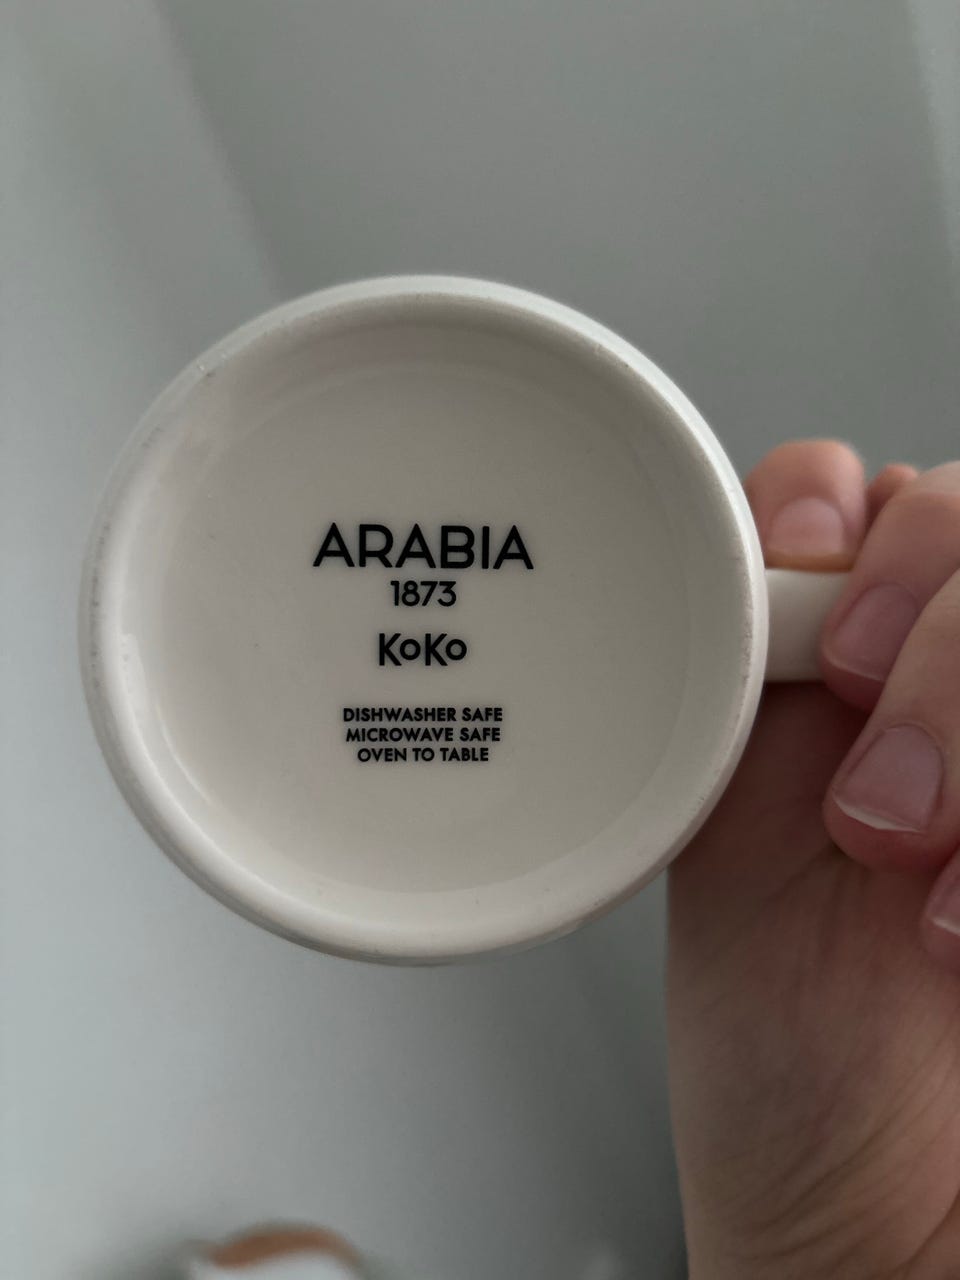 ARABIA
1873
KoKo
DISHWASHER SAFE
MICROWAVE SAFE
OVEN TO TABLE